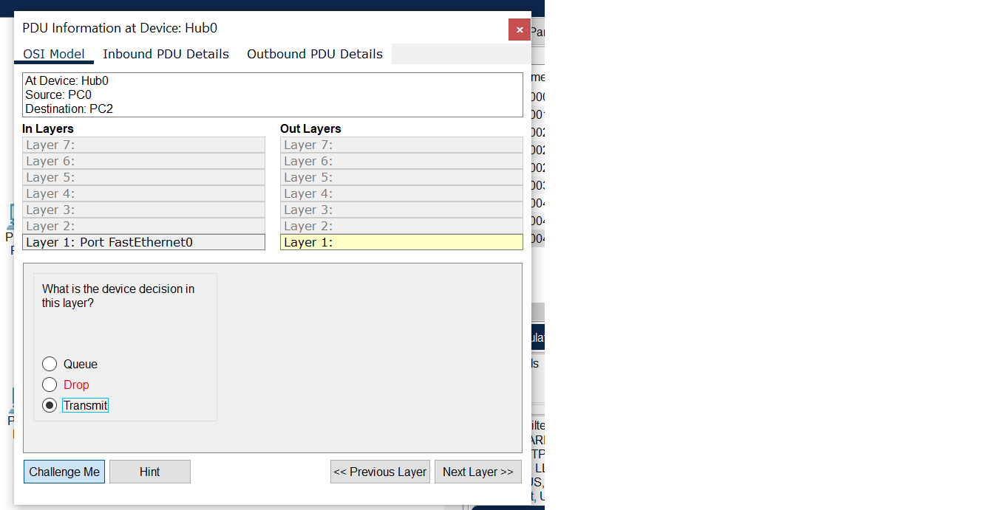 PDU Information at Device: Hub0
OSI Model Inbound PDU Details Outbound PDU Details
At Device: Hub0
Source: PC0
Destination: PC2
In Layers Out Layers
Layer 7: Layer 7:
Layer 6: Layer 6:
Layer 5: Layer 5:
Layer 4: Layer 4:
Layer 3: Layer 3:
Layer 2: Layer 2:
Layer 1: Port FastEthernet0 Layer 1:
What is the device decision in
this layer?
Queue
Drop
Transmit
Challenge Me Hint << Previous Layer Next Layer >>